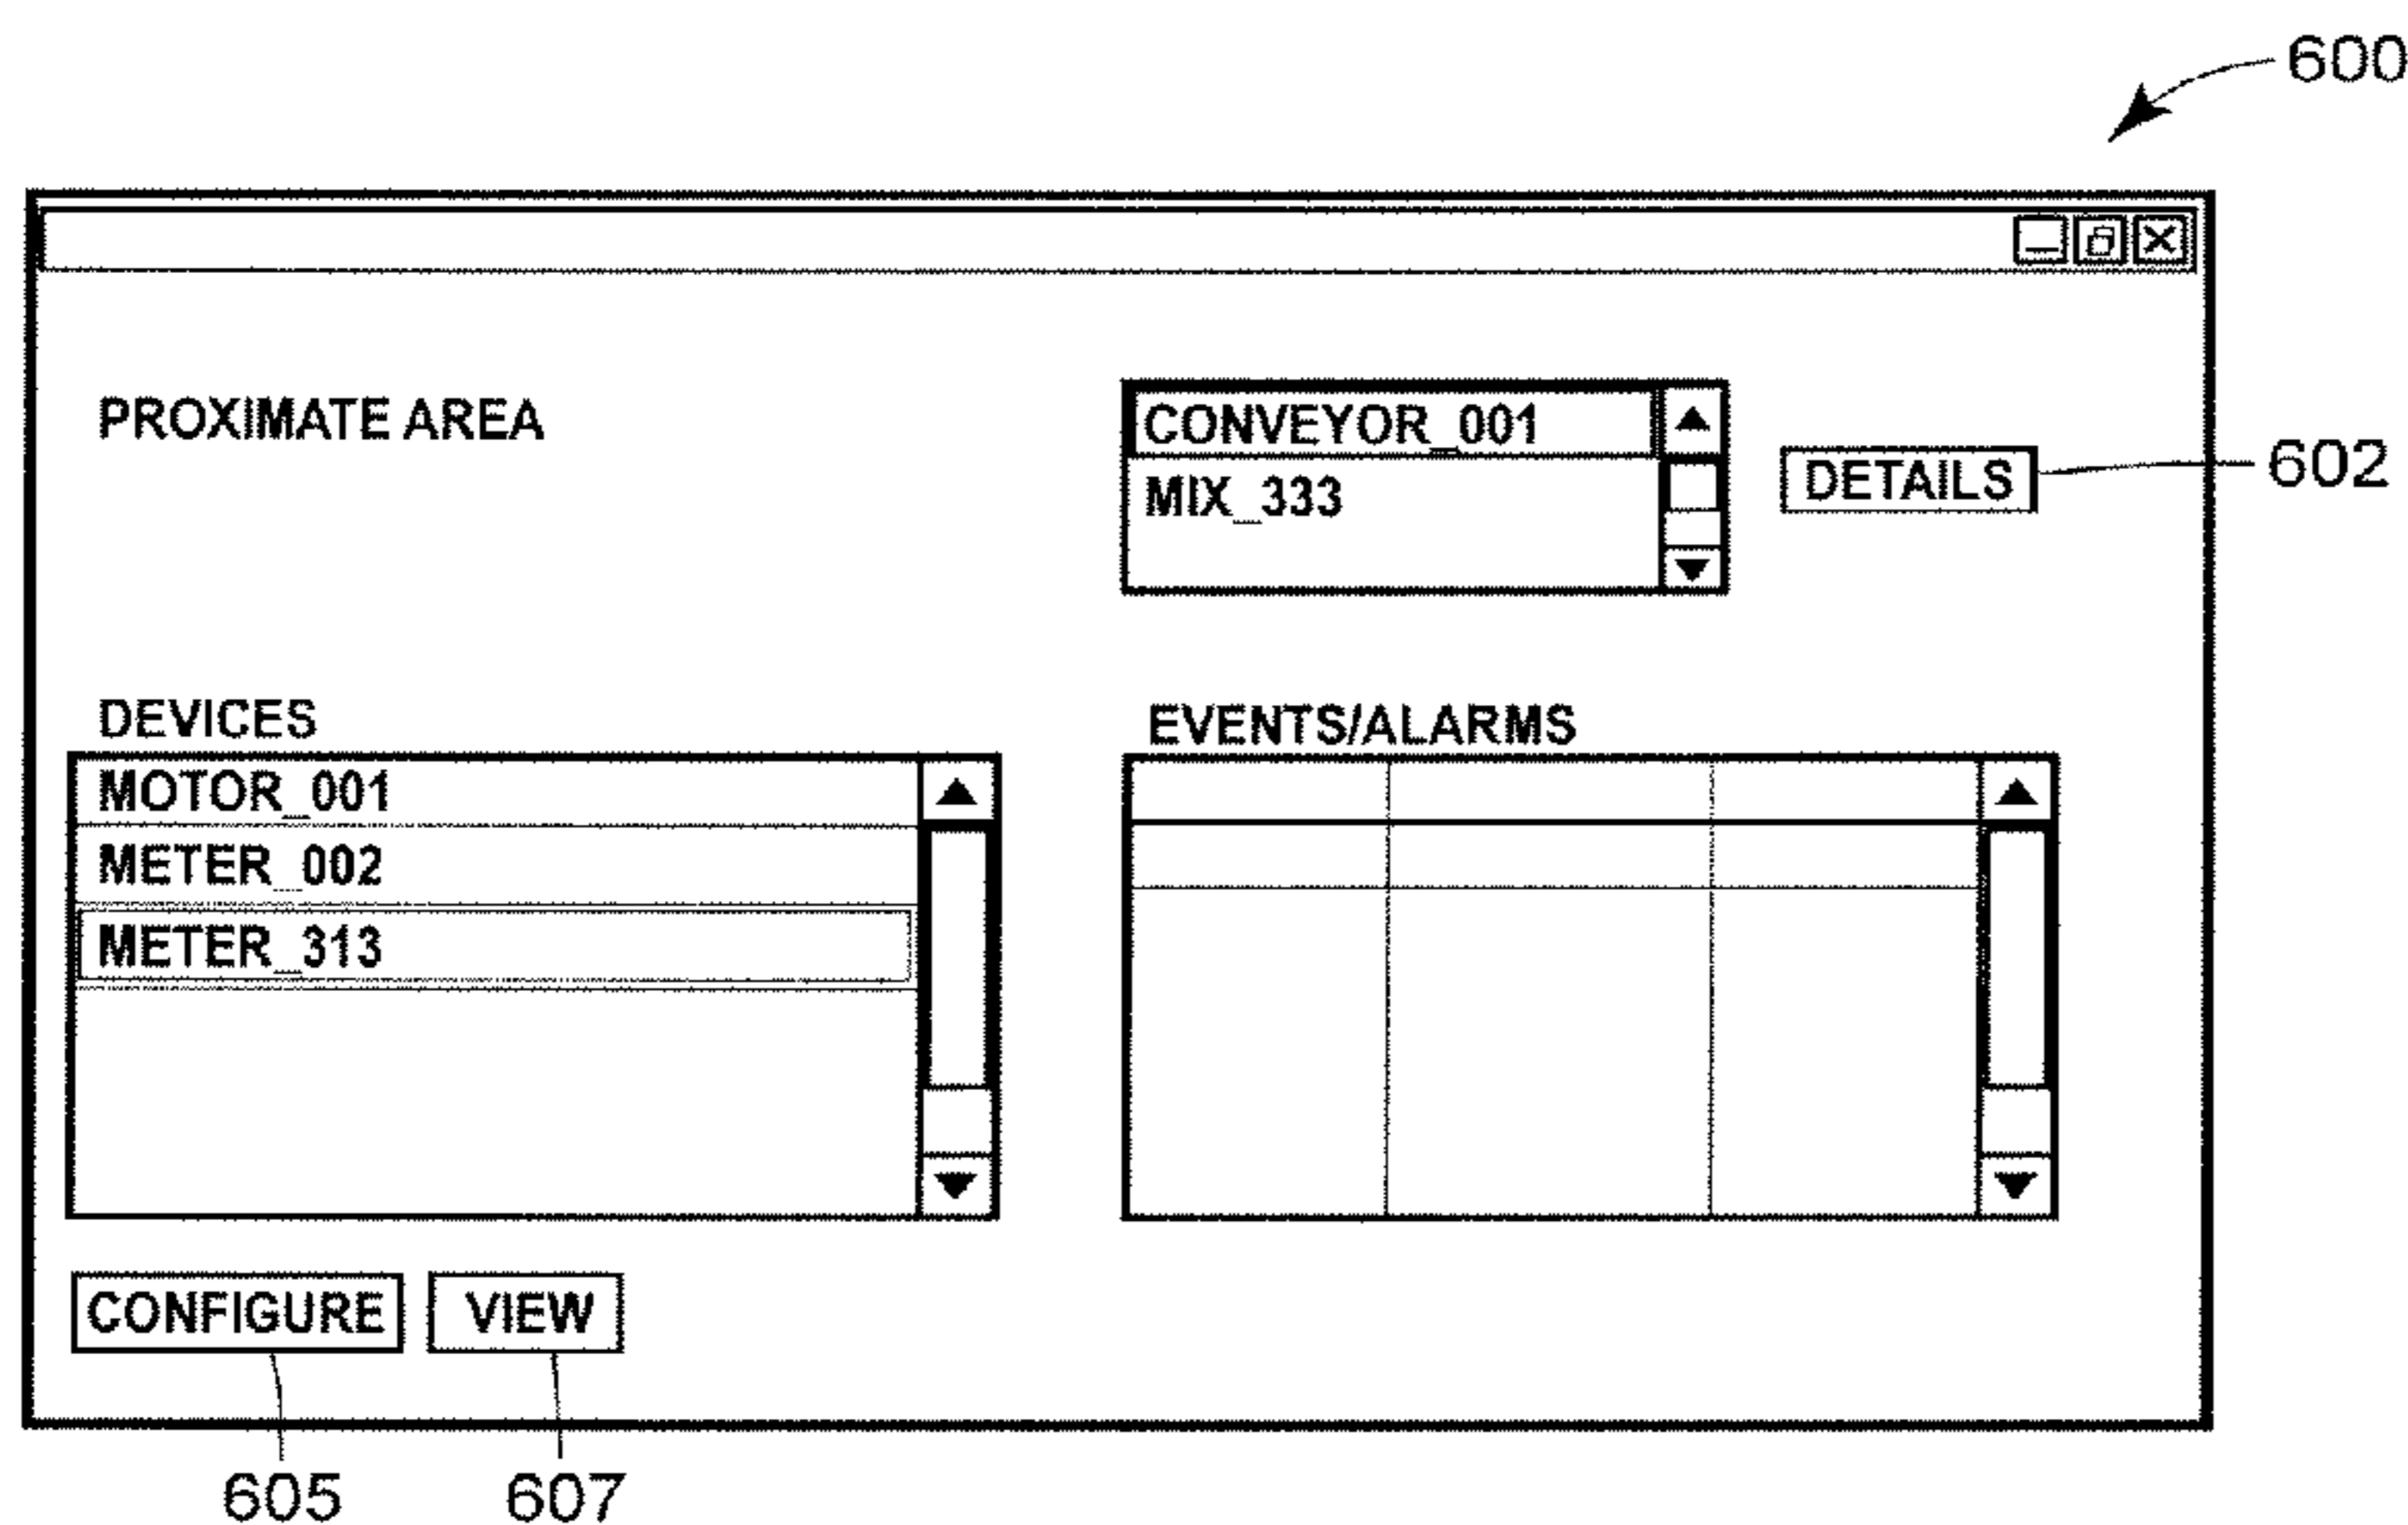 600
PROXIMATE AREA
CONVEYOR_001
MIX_333
DETAILS
602
DEVICES
MOTOR_001
METER_002
METER_313
EVENTS/ALARMS
CONFIGURE
VIEW
605
607